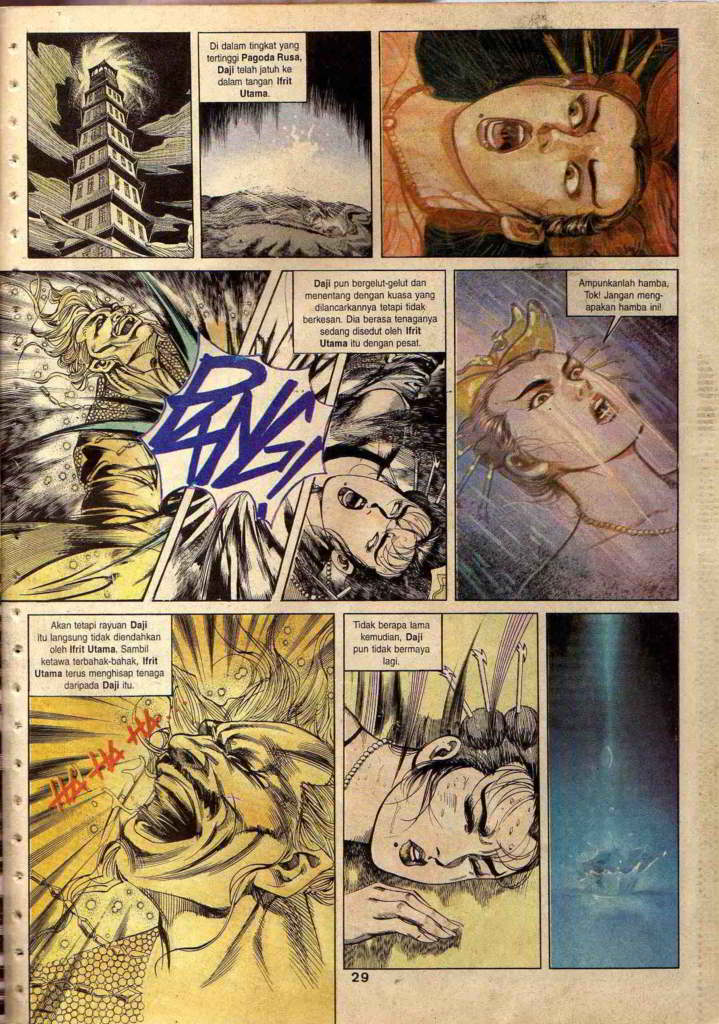 Di dalam tingkat yang
tertinggi Pagoda Rusa,
Daji telah jatuh ke
dalam tangan Ifrit
Utama.
Daji pun bergelut-gelut dan
menentang dengan kuasa yang
dilancarkannya tetapi tidak
berkesan. Dia berasa tenaganya
sedang disedut oleh Ifrit
Utama itu dengan pesat.
Ampunkanlah hamba,
Tok! Jangan meng-
apakan hamba ini!
Akan tetapi rayuan Daji
itu langsung tidak diendahkan
oleh Ifrit Utama. Sambil
ketawa terbahak-bahak, Ifrit
Utama terus menghisap tenaga
daripada Daji itu.
HA HA HA
Tidak berapa lama
kemudian, Daji
pun tidak bermaya
lagi.
29